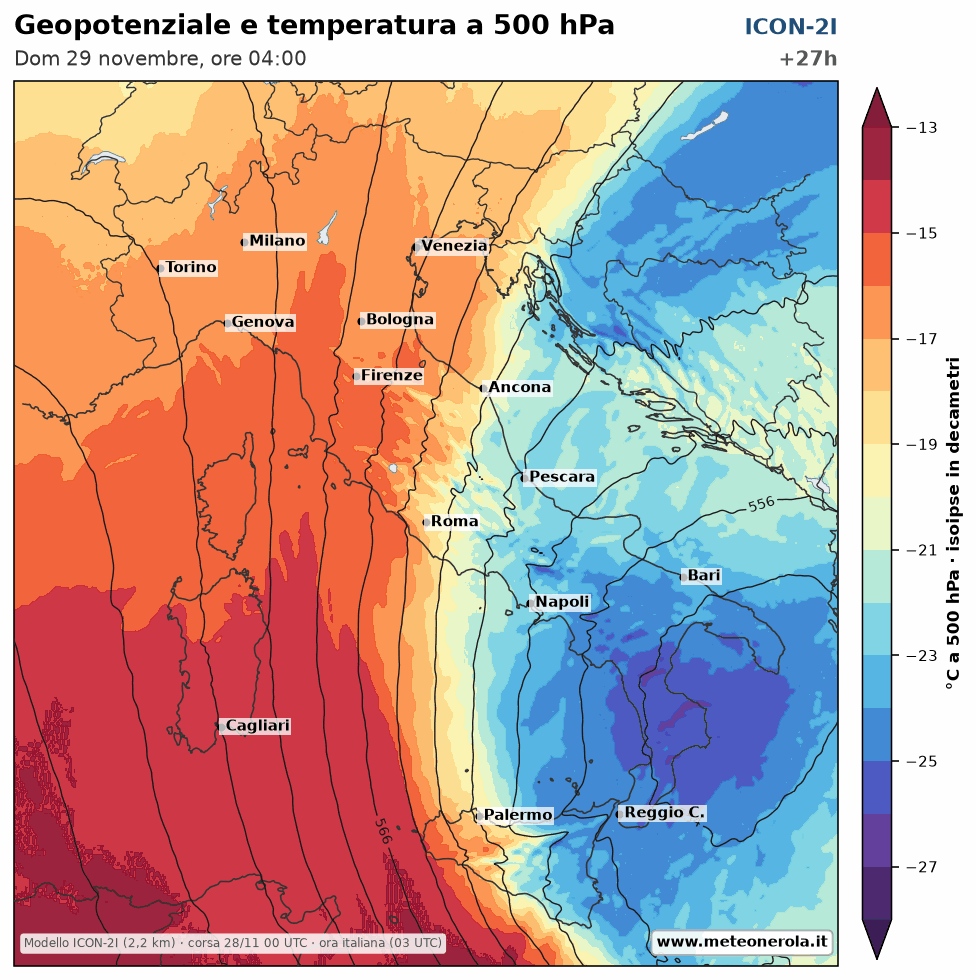 Geopotenziale e temperatura a 500 hPa
ICON-2I
Dom 29 novembre, ore 04:00
+27h
−13
−15
−17
−19
−21
−23
−25
−27
°C a 500 hPa · isoipse in decametri
Milano
Venezia
Torino
Genova
Bologna
Firenze
Ancona
Pescara
556
Roma
Bari
Napoli
Cagliari
Palermo
Reggio C.
566
Modello ICON-2I (2,2 km) · corsa 28/11 00 UTC · ora italiana (03 UTC)
www.meteonerola.it